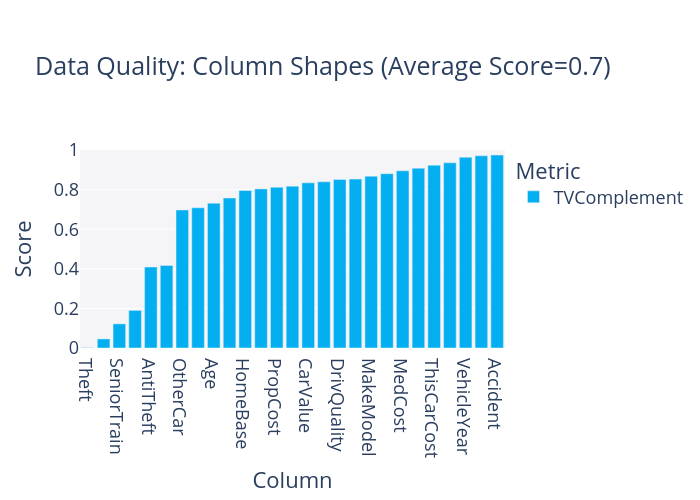 Data Quality: Column Shapes (Average Score=0.7)
Metric
TVComplement
Score
1
0.8
0.6
0.4
0.2
0
Theft
SeniorTrain
AntiTheft
OtherCar
Age
HomeBase
PropCost
CarValue
DrivQuality
MakeModel
MedCost
ThisCarCost
VehicleYear
Accident
Column